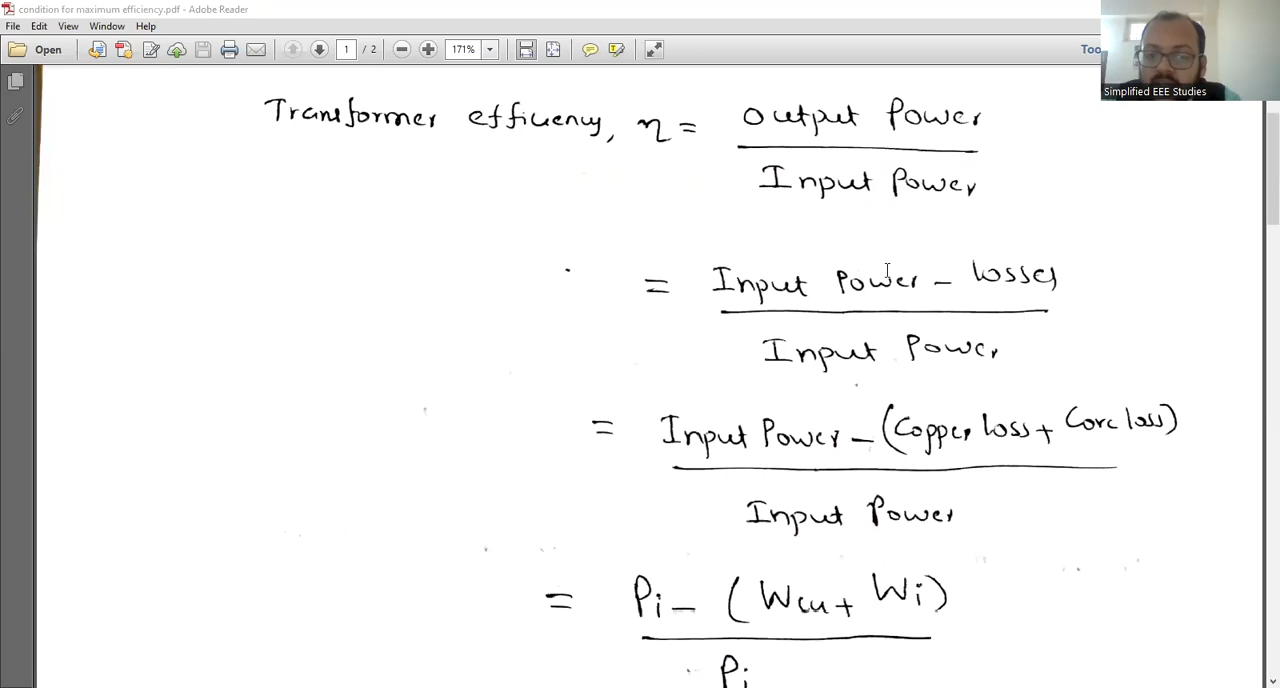 condition for maximum efficiency.pdf - Adobe Reader
File Edit View Window Help
Open 1 / 2 171% Too
Simplified EEE Studies
Transformer efficiency, η = Output Power
Input Power
= Input Power - losses
Input Power
= Input Power - (Copper loss + Core loss)
Input Power
= Pi - (Wcu + Wi)
Pi